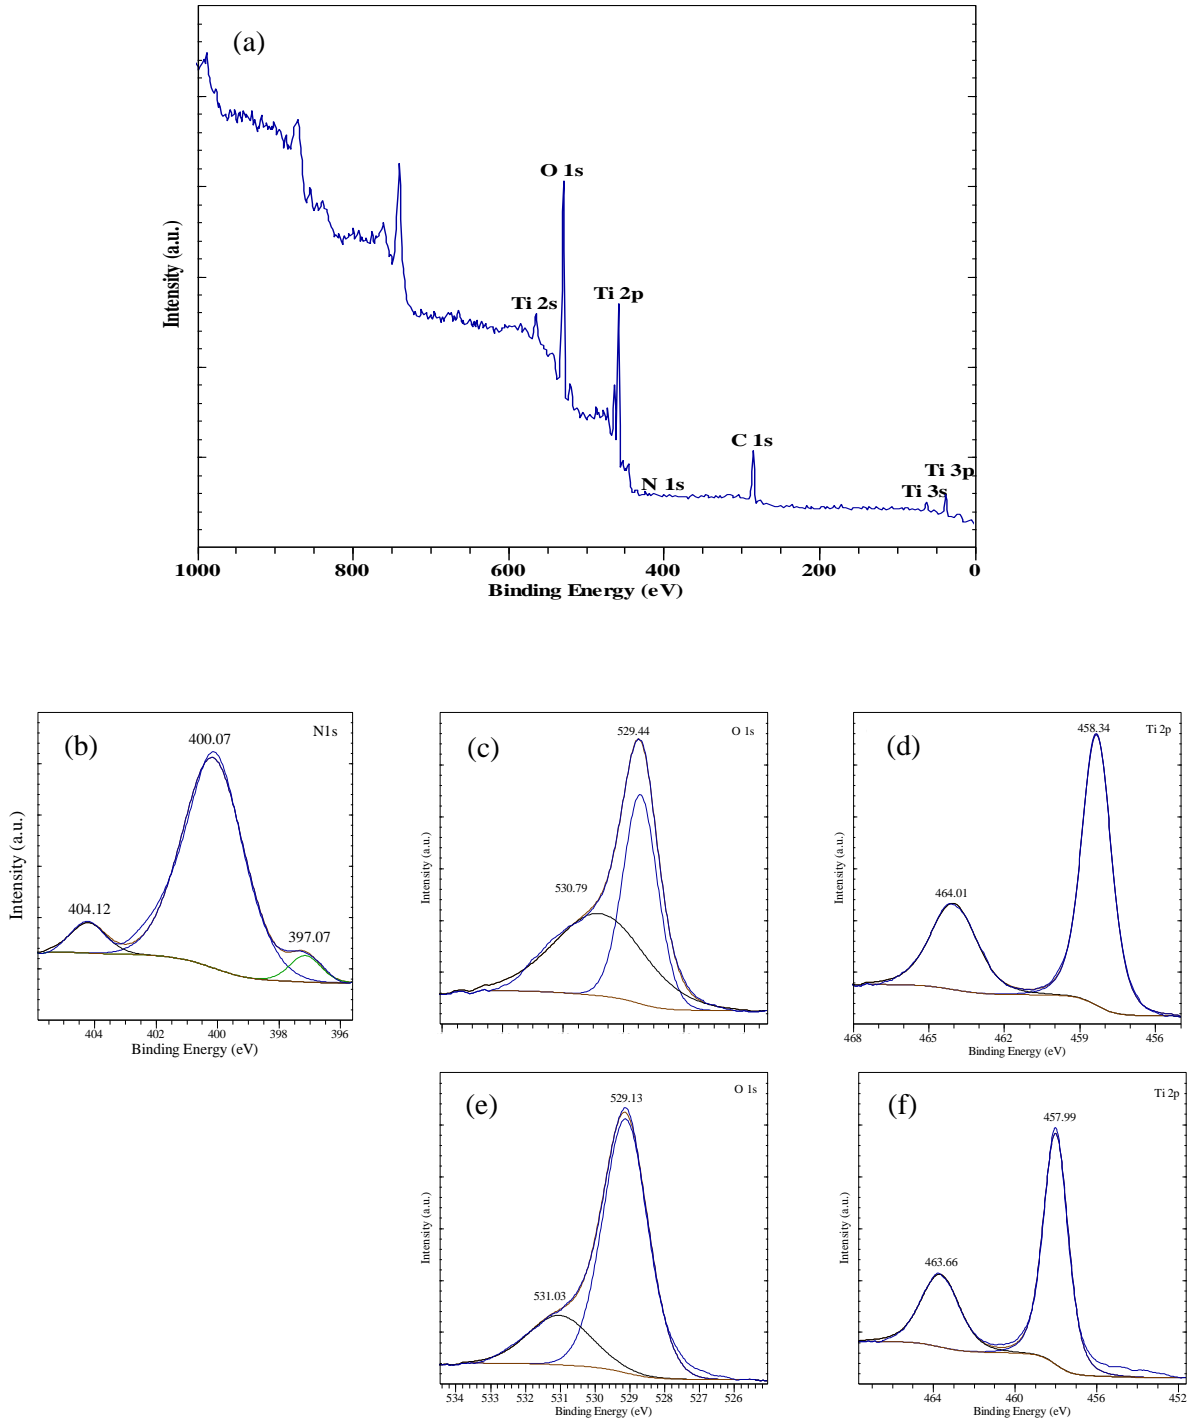 (a)
O 1s
Ti 2s
Ti 2p
C 1s
N 1s
Ti 3p
Ti 3s
Intensity (a.u.)
1000 800 600 400 200 0
Binding Energy (eV)
(b)
N1s
400.07
404.12
397.07
Intensity (a.u.)
404 402 400 398 396
Binding Energy (eV)
(c)
O 1s
529.44
530.79
Intensity (a.u.)
(d)
Ti 2p
458.34
464.01
Intensity (a.u.)
468 465 462 459 456
Binding Energy (eV)
(e)
O 1s
529.13
531.03
Intensity (a.u.)
534 533 531 530 529 527 526
Binding Energy (eV)
(f)
Ti 2p
457.99
463.66
Intensity (a.u.)
464 460 456 452
Binding Energy (eV)